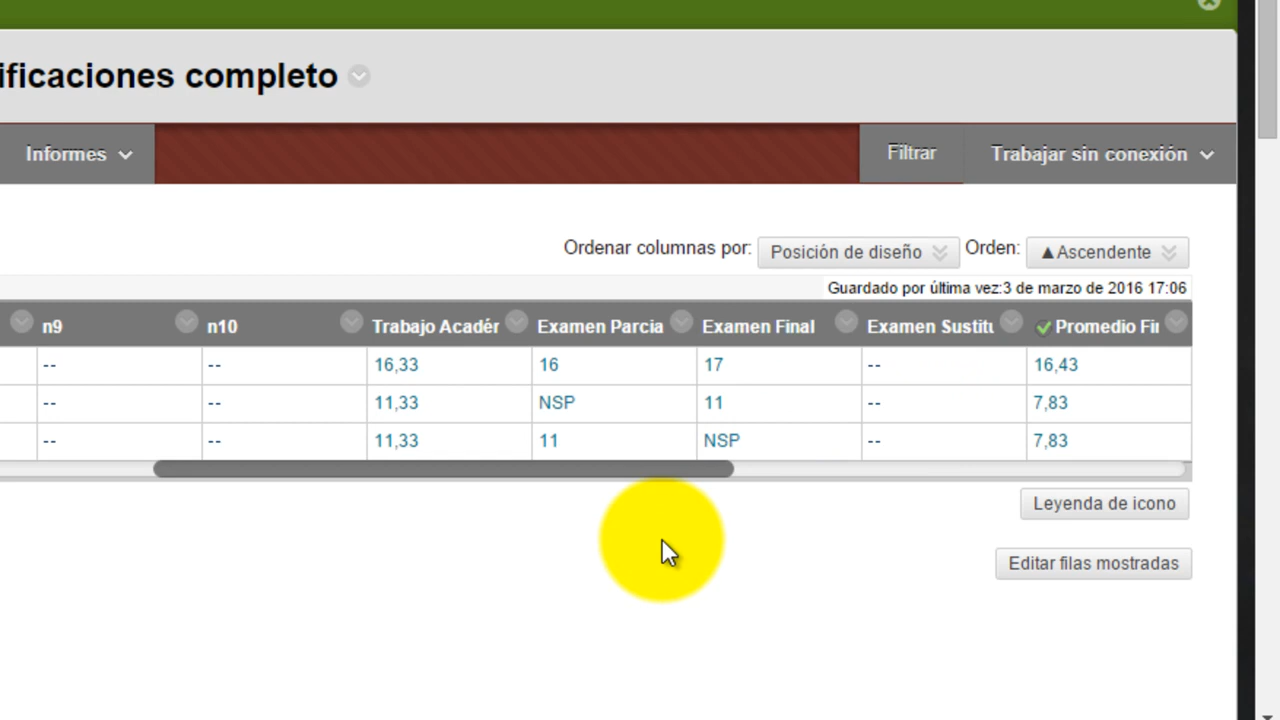 ificaciones completo
Informes Filtrar Trabajar sin conexión
Ordenar columnas por: Posición de diseño Orden: ▲Ascendente
Guardado por última vez:3 de marzo de 2016 17:06
n9 n10 Trabajo Acadér Examen Parcia Examen Final Examen Sustitu Promedio Fi
-- -- 16,33 16 17 -- 16,43
-- -- 11,33 NSP 11 -- 7,83
-- -- 11,33 11 NSP -- 7,83
Leyenda de icono
Editar filas mostradas